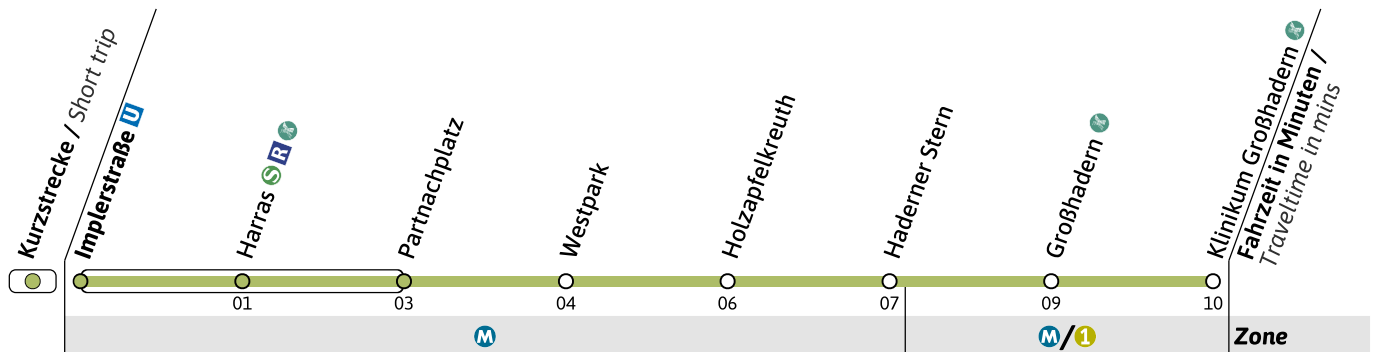 Kurzstrecke / Short trip
Implerstraße U
Harras S R
Partnachplatz
Westpark
Holzapfelkreuth
Haderner Stern
Großhadern
Klinikum Großhadern
Fahrzeit in Minuten /
Traveltime in mins
01 03 04 06 07 09 10
M M/1 Zone